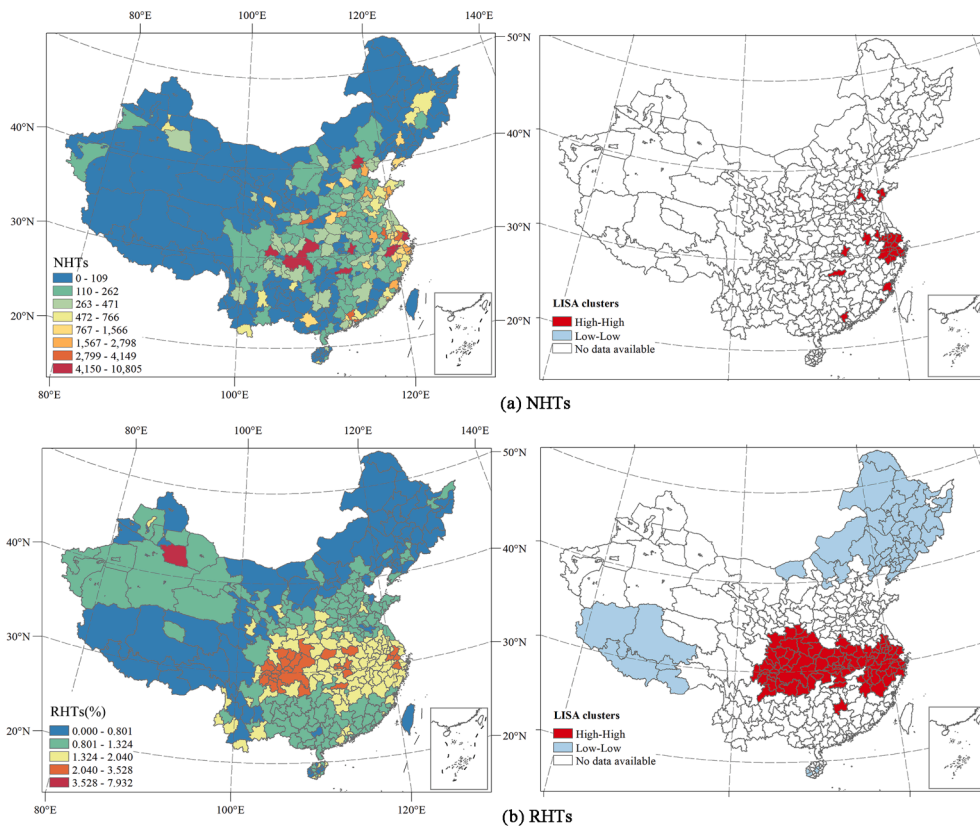 80°E 100°E 120°E 140°E
50°N
40°N
30°N
20°N
NHTs
0 - 109
110 - 262
263 - 471
472 - 766
767 - 1,566
1,567 - 2,798
2,799 - 4,149
4,150 - 10,805
80°E 100°E 120°E
50°N
40°N
30°N
20°N
LISA clusters
High-High
Low-Low
No data available
(a) NHTs
80°E 100°E 120°E 140°E
50°N
40°N
30°N
20°N
RHTs(%)
0.000 - 0.801
0.801 - 1.324
1.324 - 2.040
2.040 - 3.528
3.528 - 7.932
80°E 100°E 120°E
50°N
40°N
30°N
20°N
LISA clusters
High-High
Low-Low
No data available
(b) RHTs